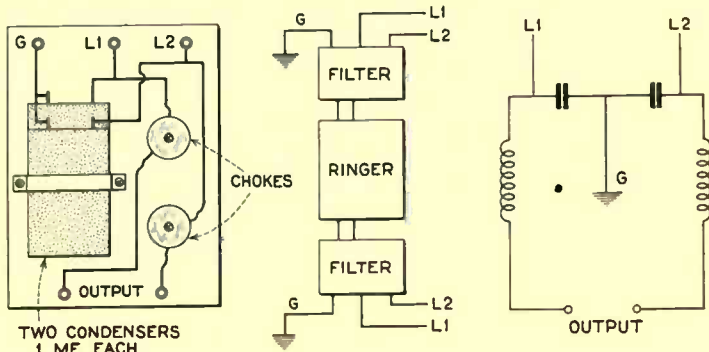 G L1 L2
CHOKES
OUTPUT
TWO CONDENSERS
1 MF. EACH
G L1
L2
FILTER
RINGER
FILTER
G L2
L1
L1 L2
G
OUTPUT